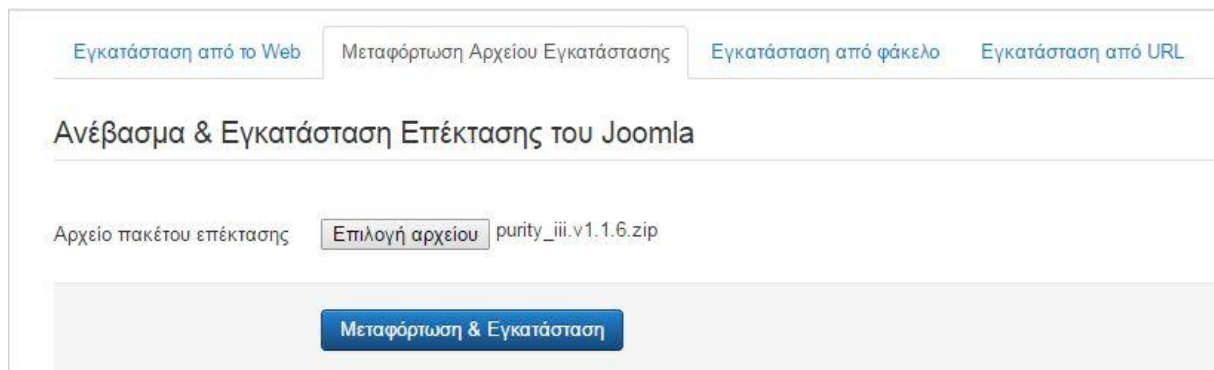 Εγκατάσταση από το Web Μεταφόρτωση Αρχείου Εγκατάστασης Εγκατάσταση από φάκελο Εγκατάσταση από URL
Ανέβασμα & Εγκατάσταση Επέκτασης του Joomla
Αρχείο πακέτου επέκτασης Επιλογή αρχείου purity_iii.v1.1.6.zip
Μεταφόρτωση & Εγκατάσταση